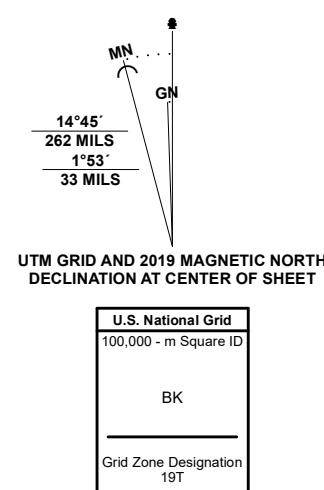 MN
GN
14°45´
262 MILS
1°53´
33 MILS
UTM GRID AND 2019 MAGNETIC NORTH
DECLINATION AT CENTER OF SHEET
U.S. National Grid
100,000 - m Square ID
BK
Grid Zone Designation
19T